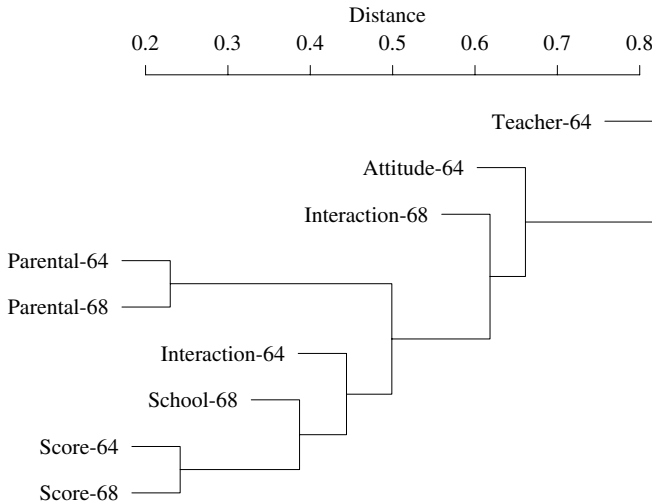 Distance
0.2 0.3 0.4 0.5 0.6 0.7 0.8
Teacher-64
Attitude-64
Interaction-68
Parental-64
Parental-68
Interaction-64
School-68
Score-64
Score-68